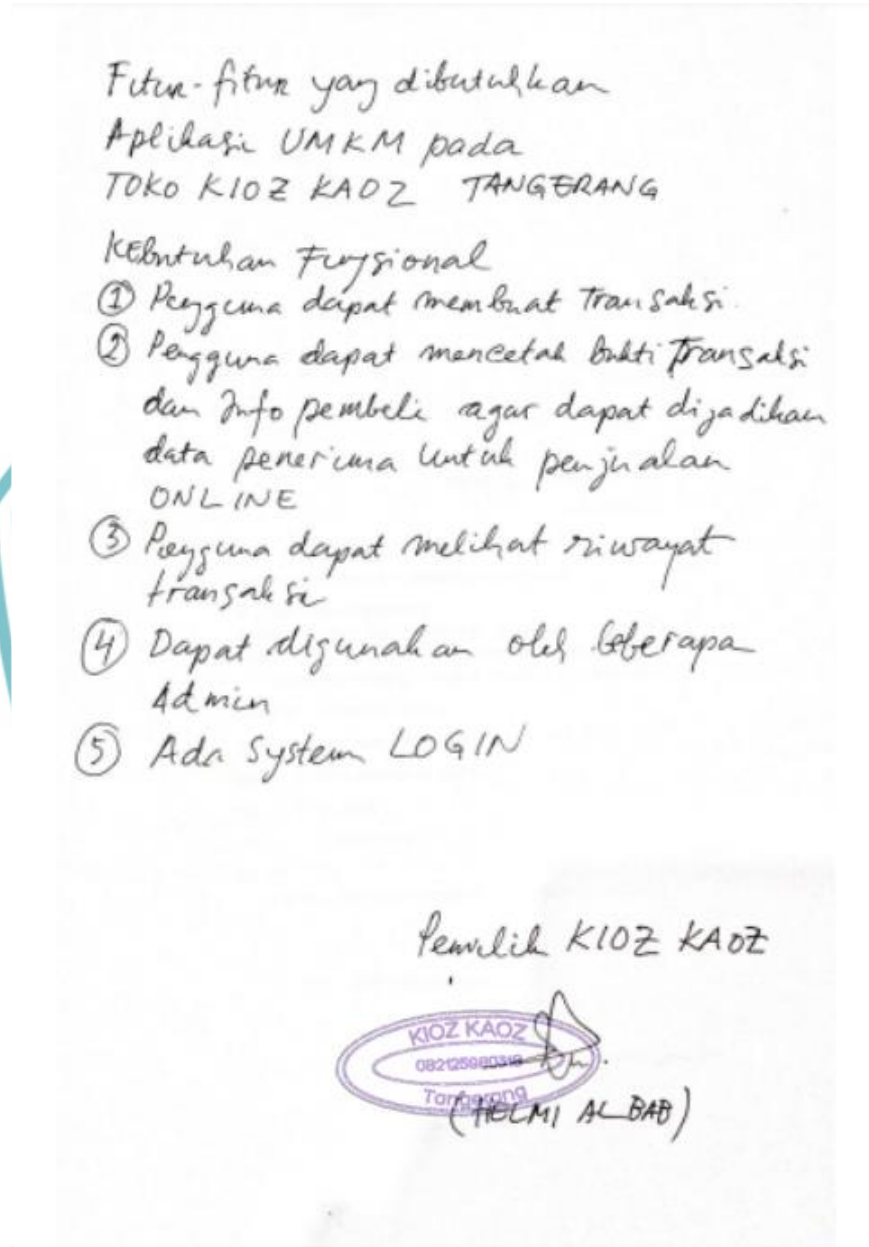 Fitur-fitur yang dibutuhkan
Aplikasi UMKM pada
TOKO KIOZ KAOZ TANGERANG
KEbutuhan Fungsional
① Pengguna dapat membuat Transaksi.
② Pengguna dapat mencetak bukti Transaksi
dan Info pembeli agar dapat dijadikan
data penerima untuk penjualan
ONLINE
③ Pengguna dapat melihat riwayat
transaksi
④ Dapat digunakan oleh beberapa
Admin
⑤ Ada System LOGIN
Pemilik KIOZ KAOZ
KIOZ KAOZ
Tangerang
(HELMI AL BAB)